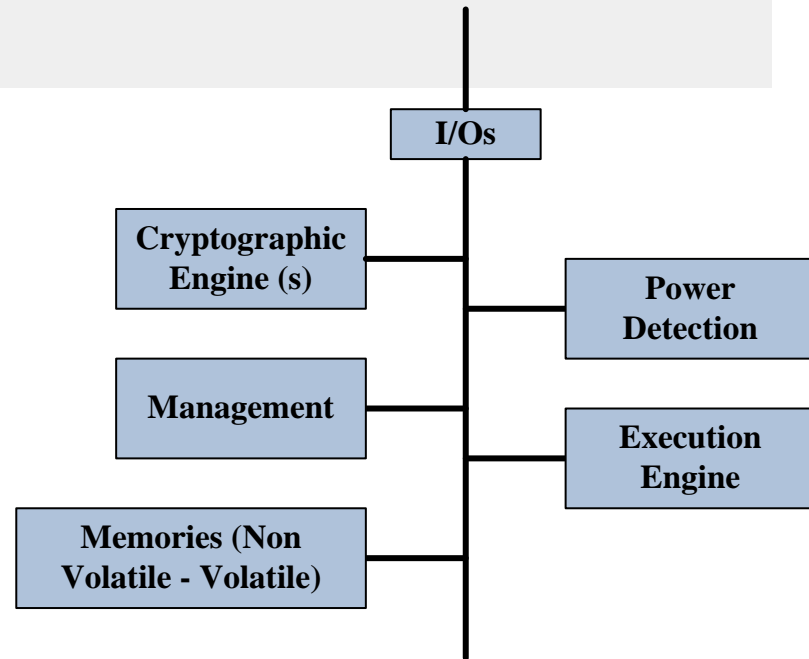 I/Os
Cryptographic
Engine (s)
Power
Detection
Management
Execution
Engine
Memories (Non
Volatile - Volatile)